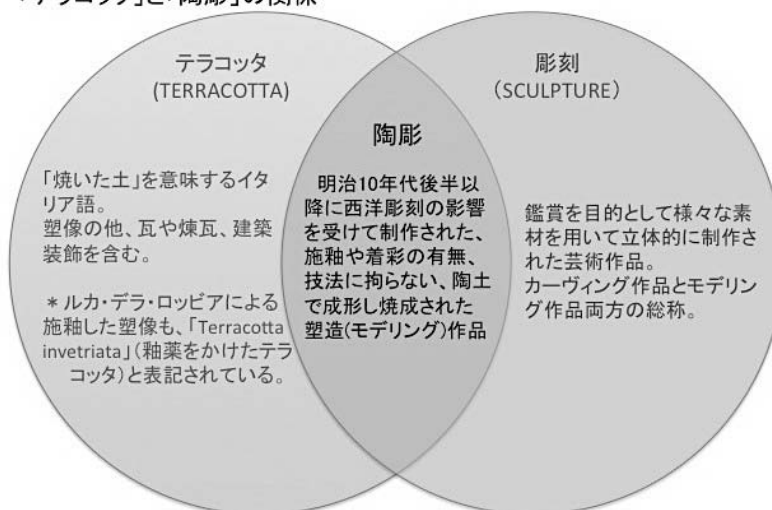 テラコッタ
(TERRACOTTA)
「焼いた土」を意味するイタ
リア語。
塑像の他、瓦や煉瓦、建築
装飾を含む。
＊ルカ・デラ・ロッビアによる
施釉した塑像も、「Terracotta
invetriata」（釉薬をかけたテラ
コッタ）と表記されている。
陶彫
明治10年代後半以
降に西洋彫刻の影響
を受けて制作された、
施釉や着彩の有無、
技法に拘らない、陶土
で成形し焼成された
塑造(モデリング)作品
彫刻
（SCULPTURE）
鑑賞を目的として様々な素
材を用いて立体的に制作さ
れた芸術作品。
カーヴィング作品とモデリン
グ作品両方の総称。